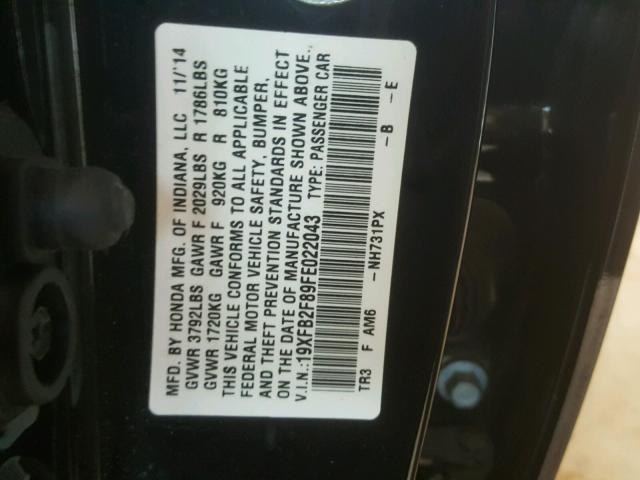 MFD. BY HONDA MFG. OF INDIANA, LLC 11/'14
GVWR 3792LBS GAWR F 2029LBS R 1786LBS
GVWR 1720KG GAWR F 920KG R 810KG
THIS VEHICLE CONFORMS TO ALL APPLICABLE
FEDERAL MOTOR VEHICLE SAFETY, BUMPER,
AND THEFT PREVENTION STANDARDS IN EFFECT
ON THE DATE OF MANUFACTURE SHOWN ABOVE.
V.I.N.:19XFB2F89FE022043 TYPE: PASSENGER CAR
TR3 F AM6 -NH731PX -B -E